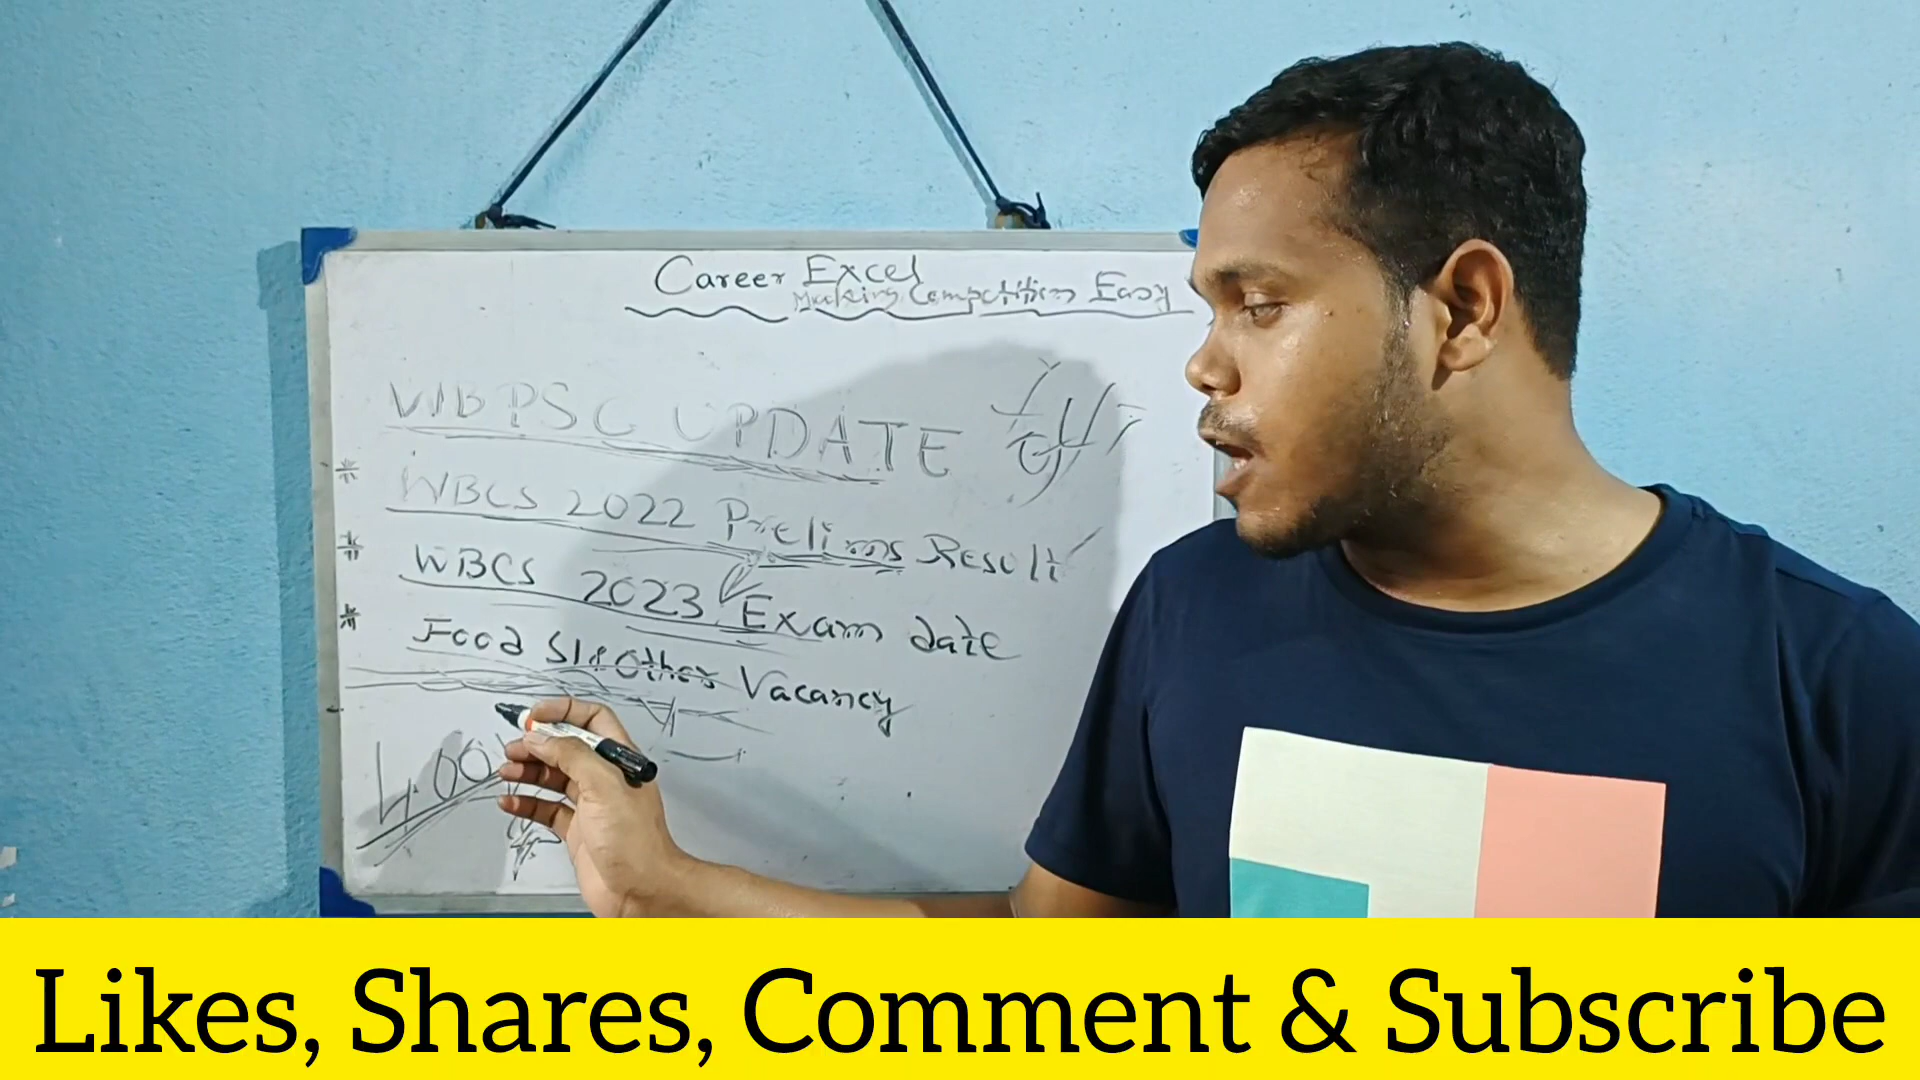 Career Excel
Making Competition Easy
WBPSC UPDATE
WBCS 2022 Prelims Result
WBCS 2023 Exam date
Food SI & Other Vacancy
Likes, Shares, Comment & Subscribe